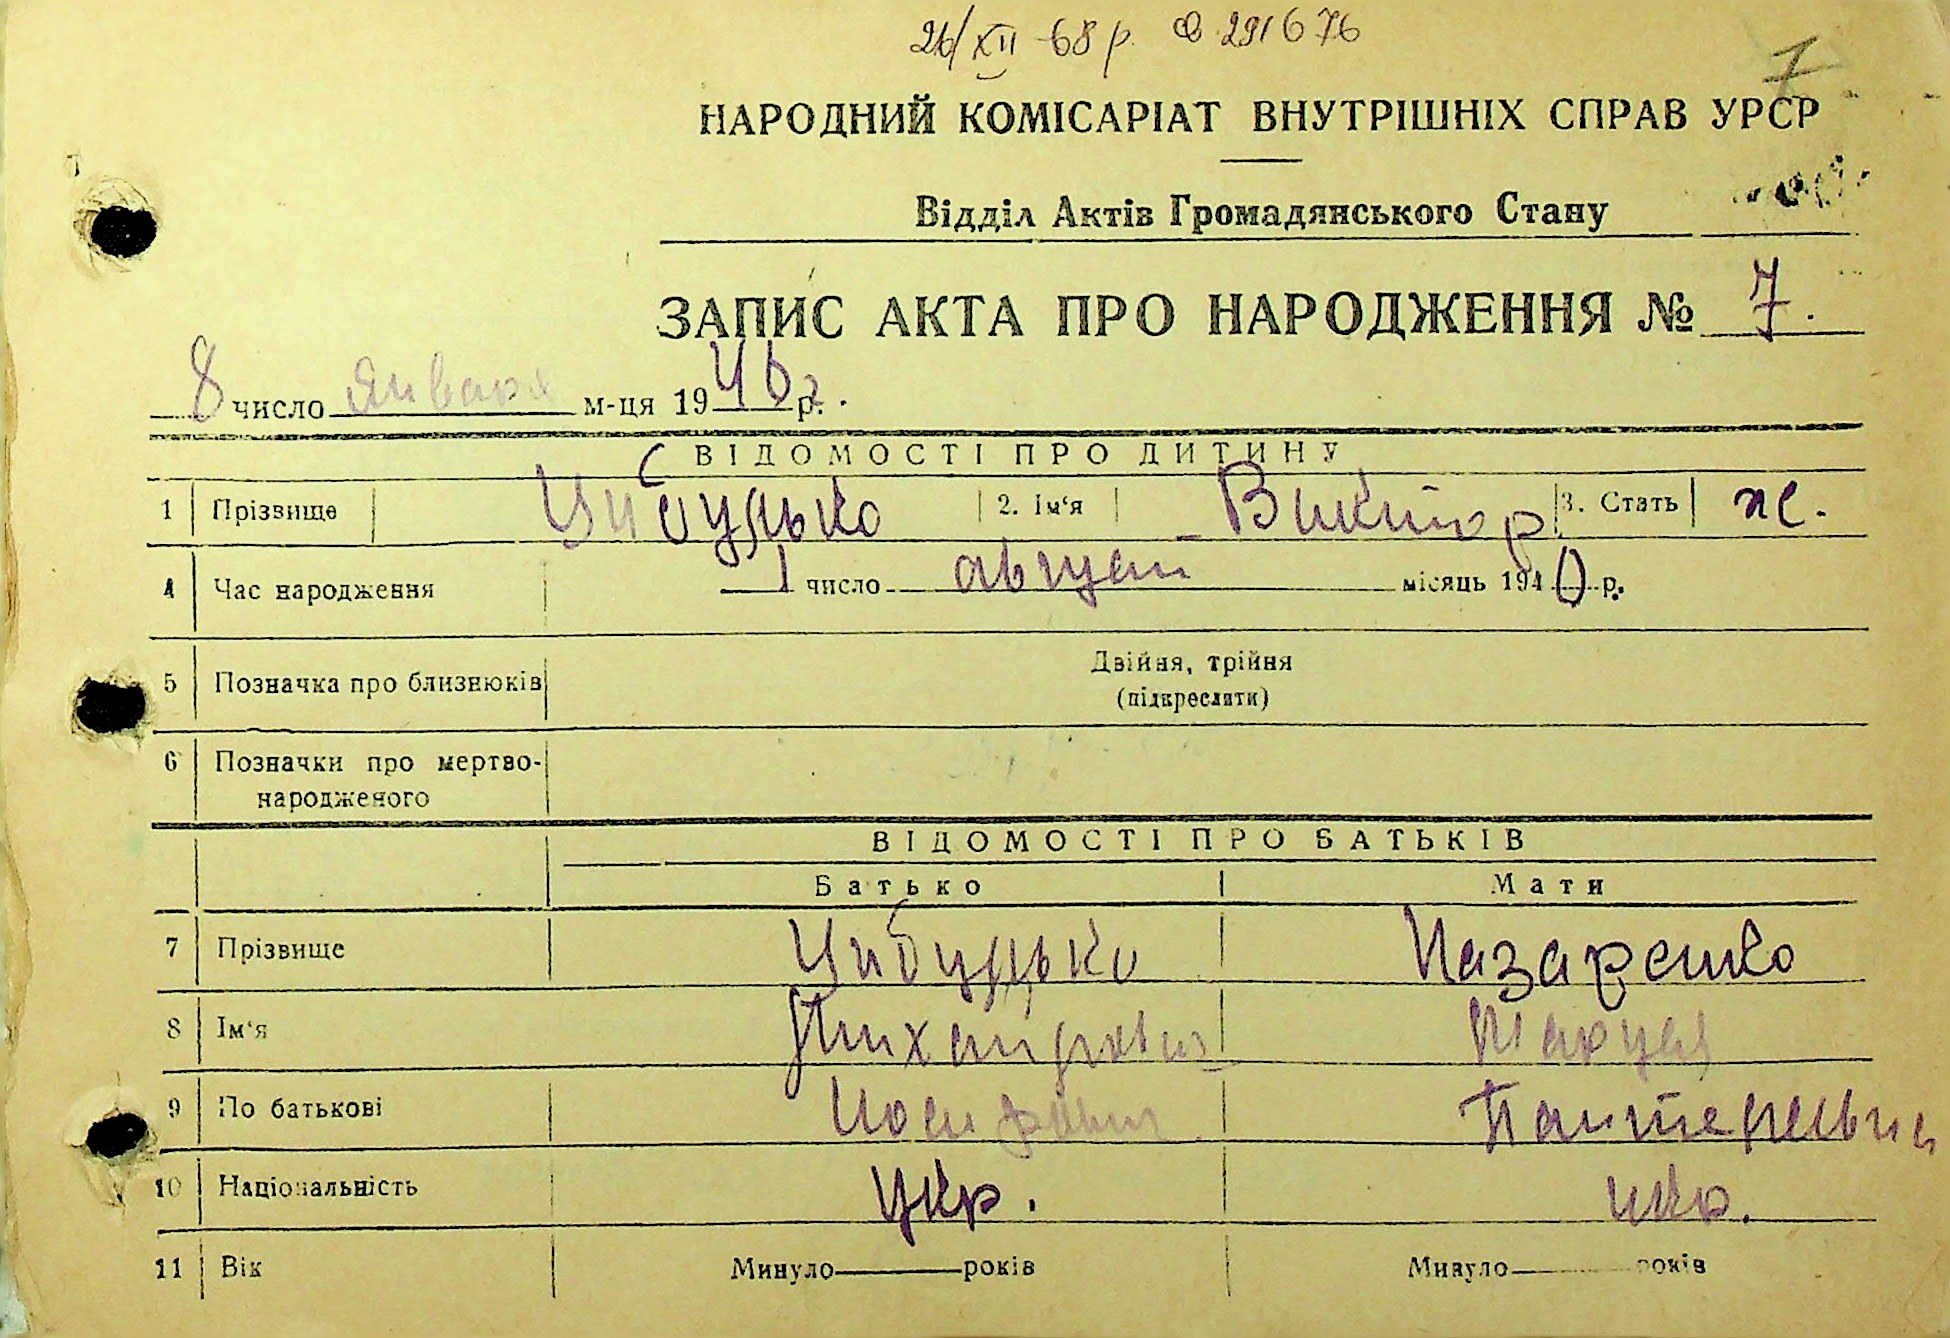 26/XII-68 р. 291676
7
НАРОДНИЙ КОМІСАРІАТ ВНУТРІШНІХ СПРАВ УРСР
Відділ Актів Громадянського Стану
ЗАПИС АКТА ПРО НАРОДЖЕННЯ № 7.
8 число Января м-ця 1946 г. р.
ВІДОМОСТІ ПРО ДИТИНУ
1 Прізвище Цибулько 2. Ім'я Виктор 3. Стать
4 Час народження 1 число август місяць 1940 р.
5 Позначка про близнюків Двійня, трійня
(підкреслити)
6 Позначки про мертво-
народженого
ВІДОМОСТІ ПРО БАТЬКІВ
Батько Мати
7 Прізвище Цибулько Назаренко
8 Ім'я
9 По батькові
10 Національність Укр. укр.
11 Вік Минуло років Минуло років